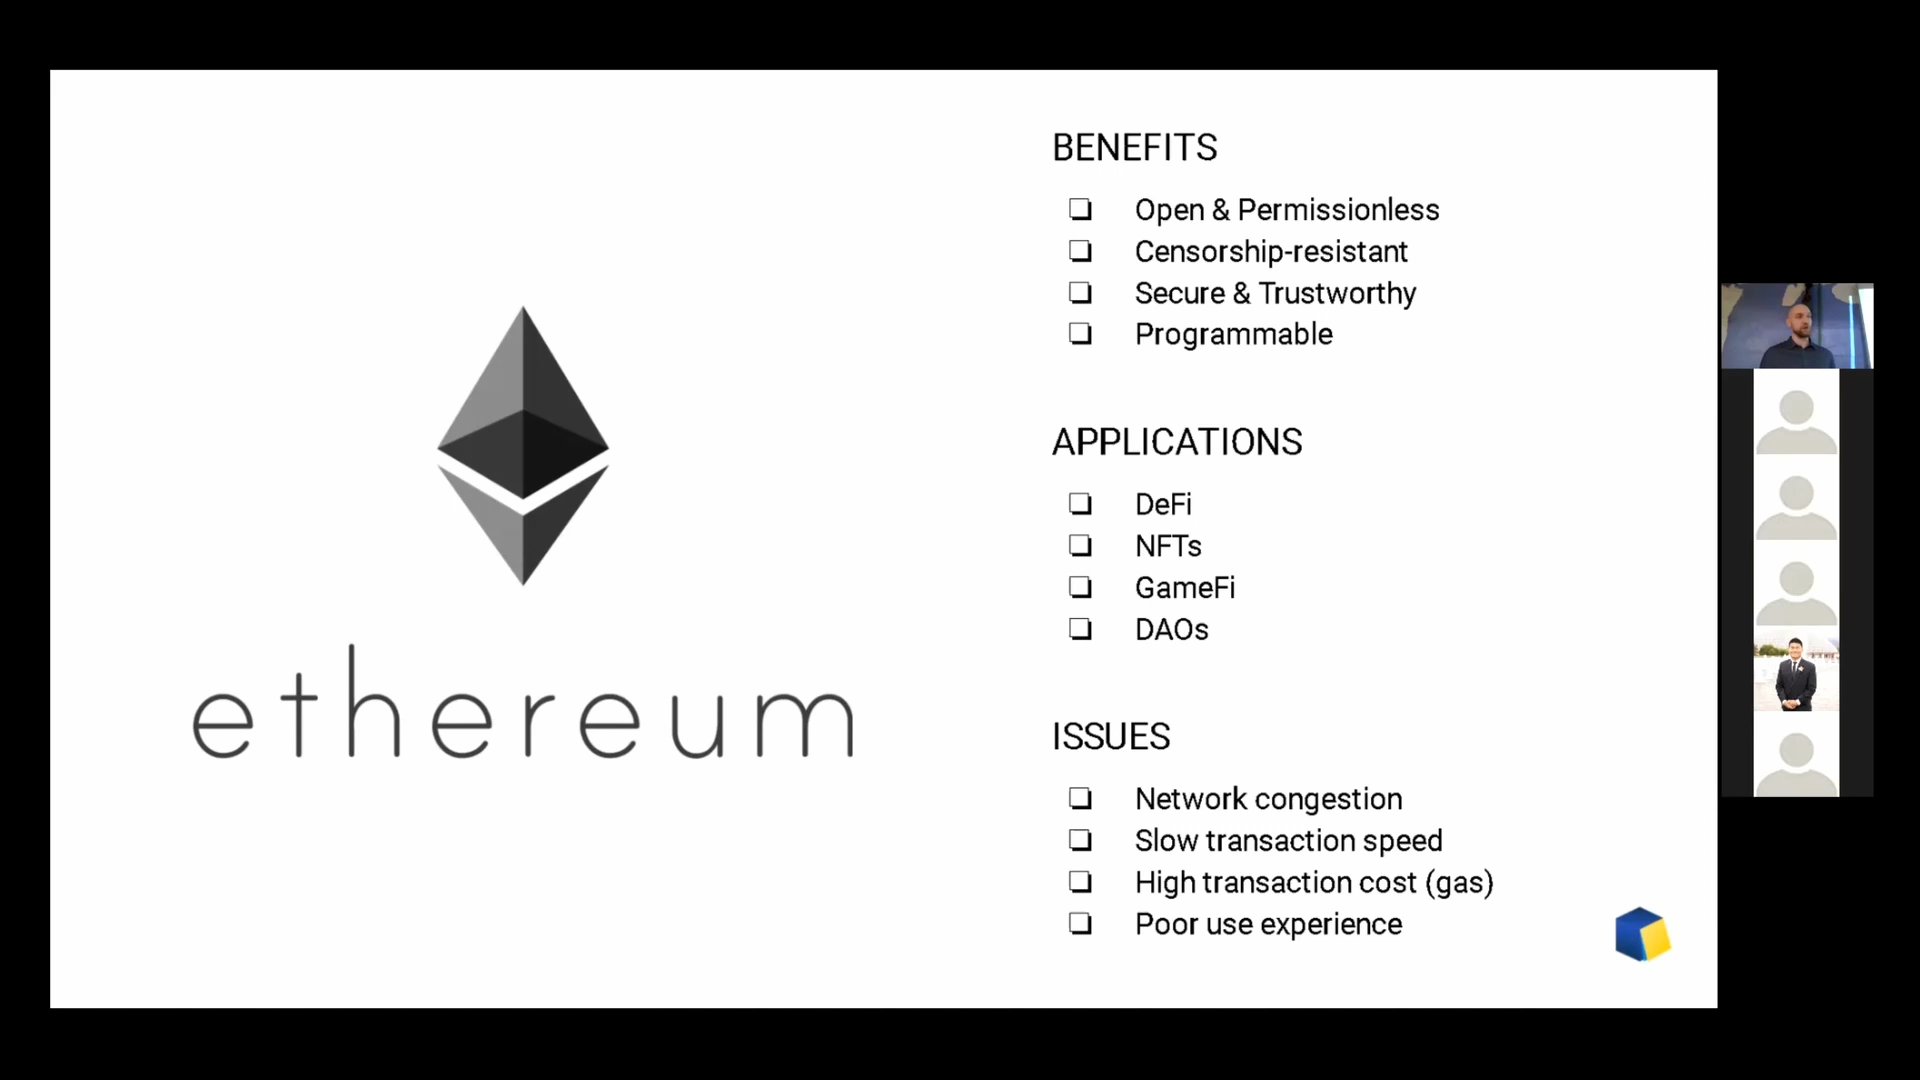 ethereum
BENEFITS
❏ Open & Permissionless
❏ Censorship-resistant
❏ Secure & Trustworthy
❏ Programmable
APPLICATIONS
❏ DeFi
❏ NFTs
❏ GameFi
❏ DAOs
ISSUES
❏ Network congestion
❏ Slow transaction speed
❏ High transaction cost (gas)
❏ Poor use experience